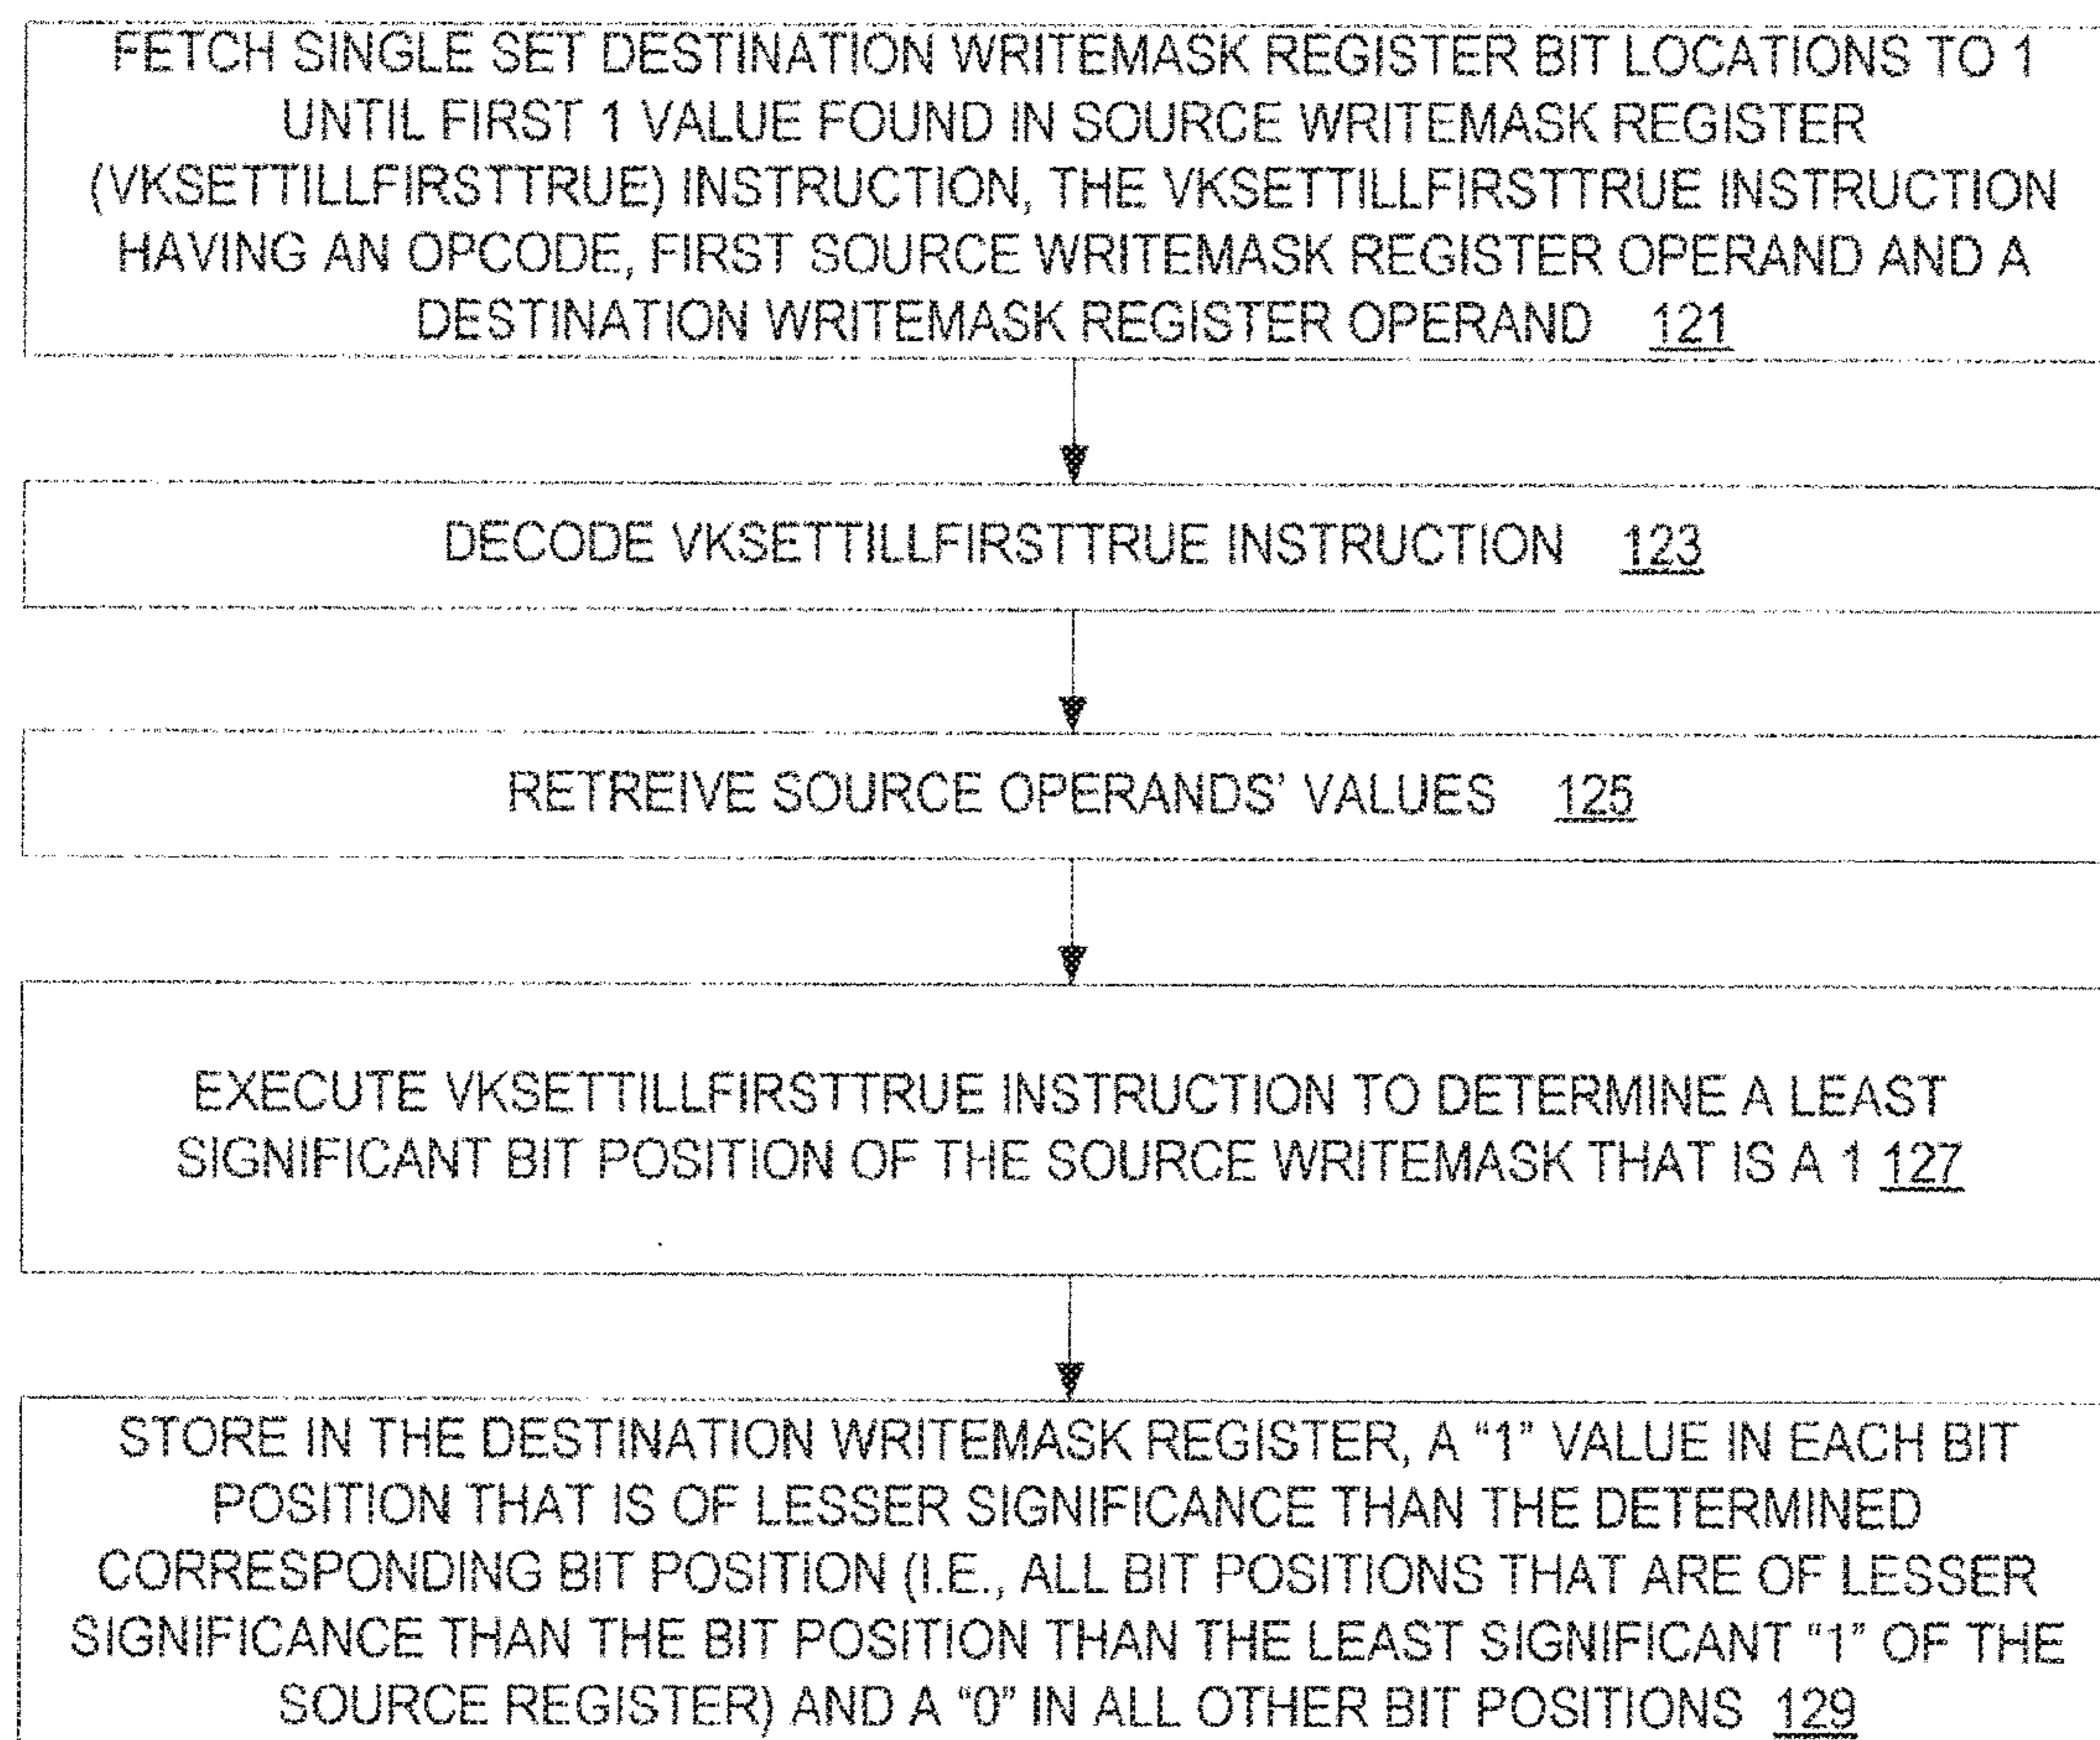 FETCH SINGLE SET DESTINATION WRITEMASK REGISTER BIT LOCATIONS TO 1
UNTIL FIRST 1 VALUE FOUND IN SOURCE WRITEMASK REGISTER
(VKSETTILLFIRSTTRUE) INSTRUCTION, THE VKSETTILLFIRSTTRUE INSTRUCTION
HAVING AN OPCODE, FIRST SOURCE WRITEMASK REGISTER OPERAND AND A
DESTINATION WRITEMASK REGISTER OPERAND 121
DECODE VKSETTILLFIRSTTRUE INSTRUCTION 123
RETREIVE SOURCE OPERANDS' VALUES 125
EXECUTE VKSETTILLFIRSTTRUE INSTRUCTION TO DETERMINE A LEAST
SIGNIFICANT BIT POSITION OF THE SOURCE WRITEMASK THAT IS A 1 127
STORE IN THE DESTINATION WRITEMASK REGISTER, A “1” VALUE IN EACH BIT
POSITION THAT IS OF LESSER SIGNIFICANCE THAN THE DETERMINED
CORRESPONDING BIT POSITION (I.E., ALL BIT POSITIONS THAT ARE OF LESSER
SIGNIFICANCE THAN THE BIT POSITION THAN THE LEAST SIGNIFICANT “1” OF THE
SOURCE REGISTER) AND A “0” IN ALL OTHER BIT POSITIONS 129